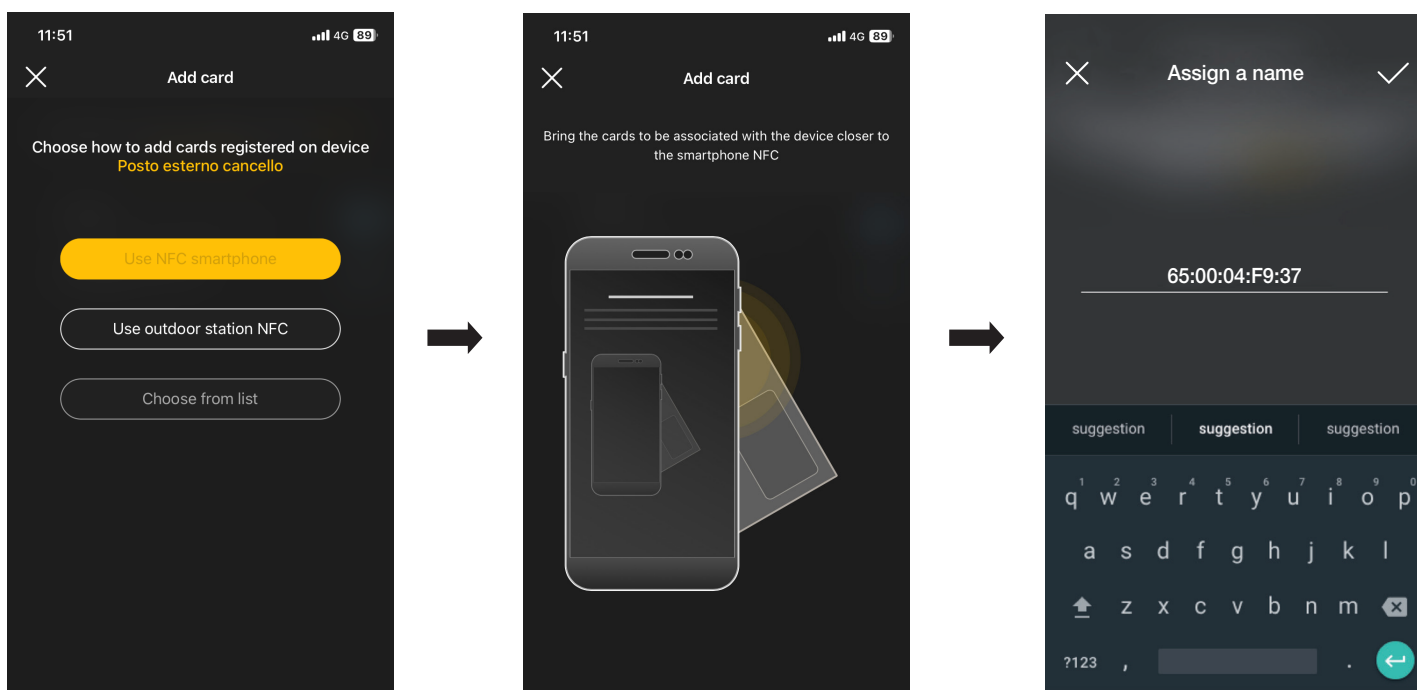 11:51
4G 89
Add card
Choose how to add cards registered on device
Posto esterno cancello
Use NFC smartphone
Use outdoor station NFC
Choose from list
11:51
4G 89
Add card
Bring the cards to be associated with the device closer to
the smartphone NFC
Assign a name
65:00:04:F9:37
suggestion suggestion suggestion
1 2 3 4 5 6 7 8 9 0
q w e r t y u i o p
a s d f g h j k l
z x c v b n m
?123 , .